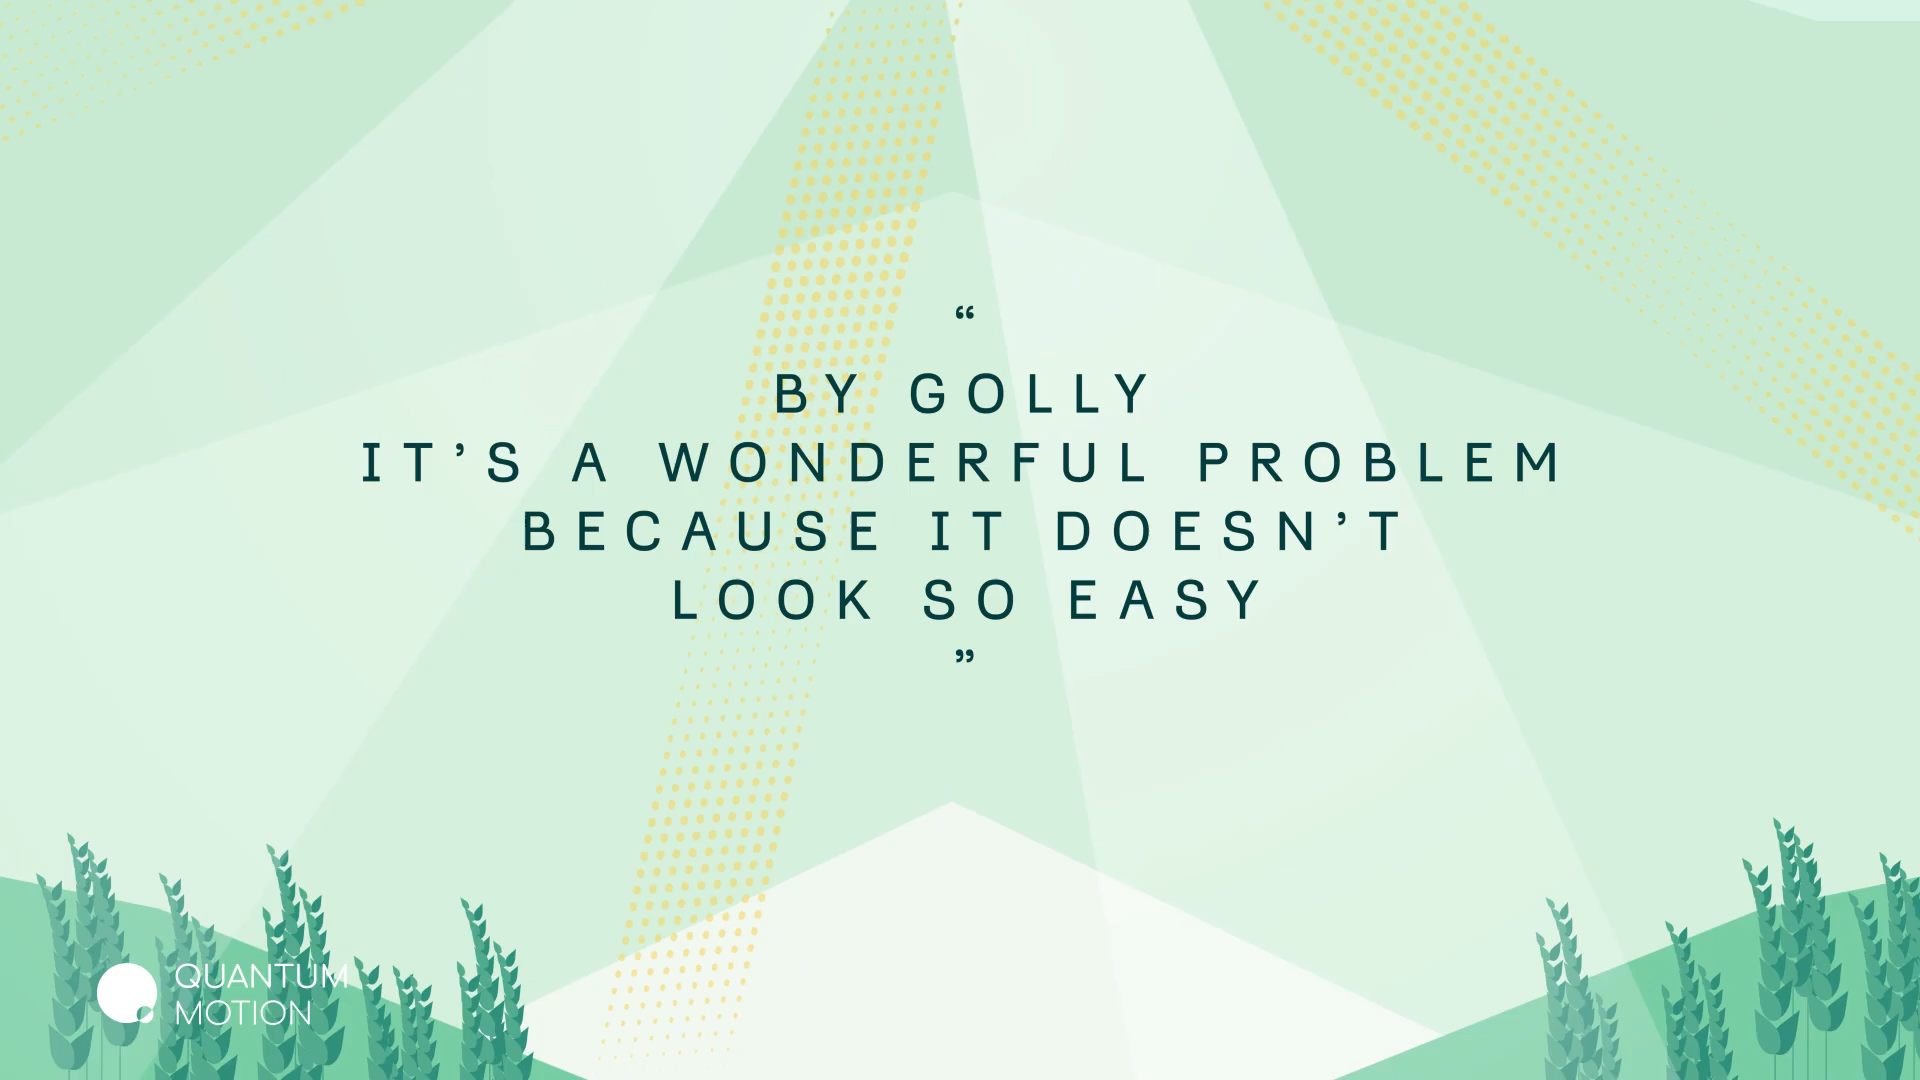 “
BY GOLLY
IT’S A WONDERFUL PROBLEM
BECAUSE IT DOESN’T
LOOK SO EASY
”
QUANTUM
MOTION